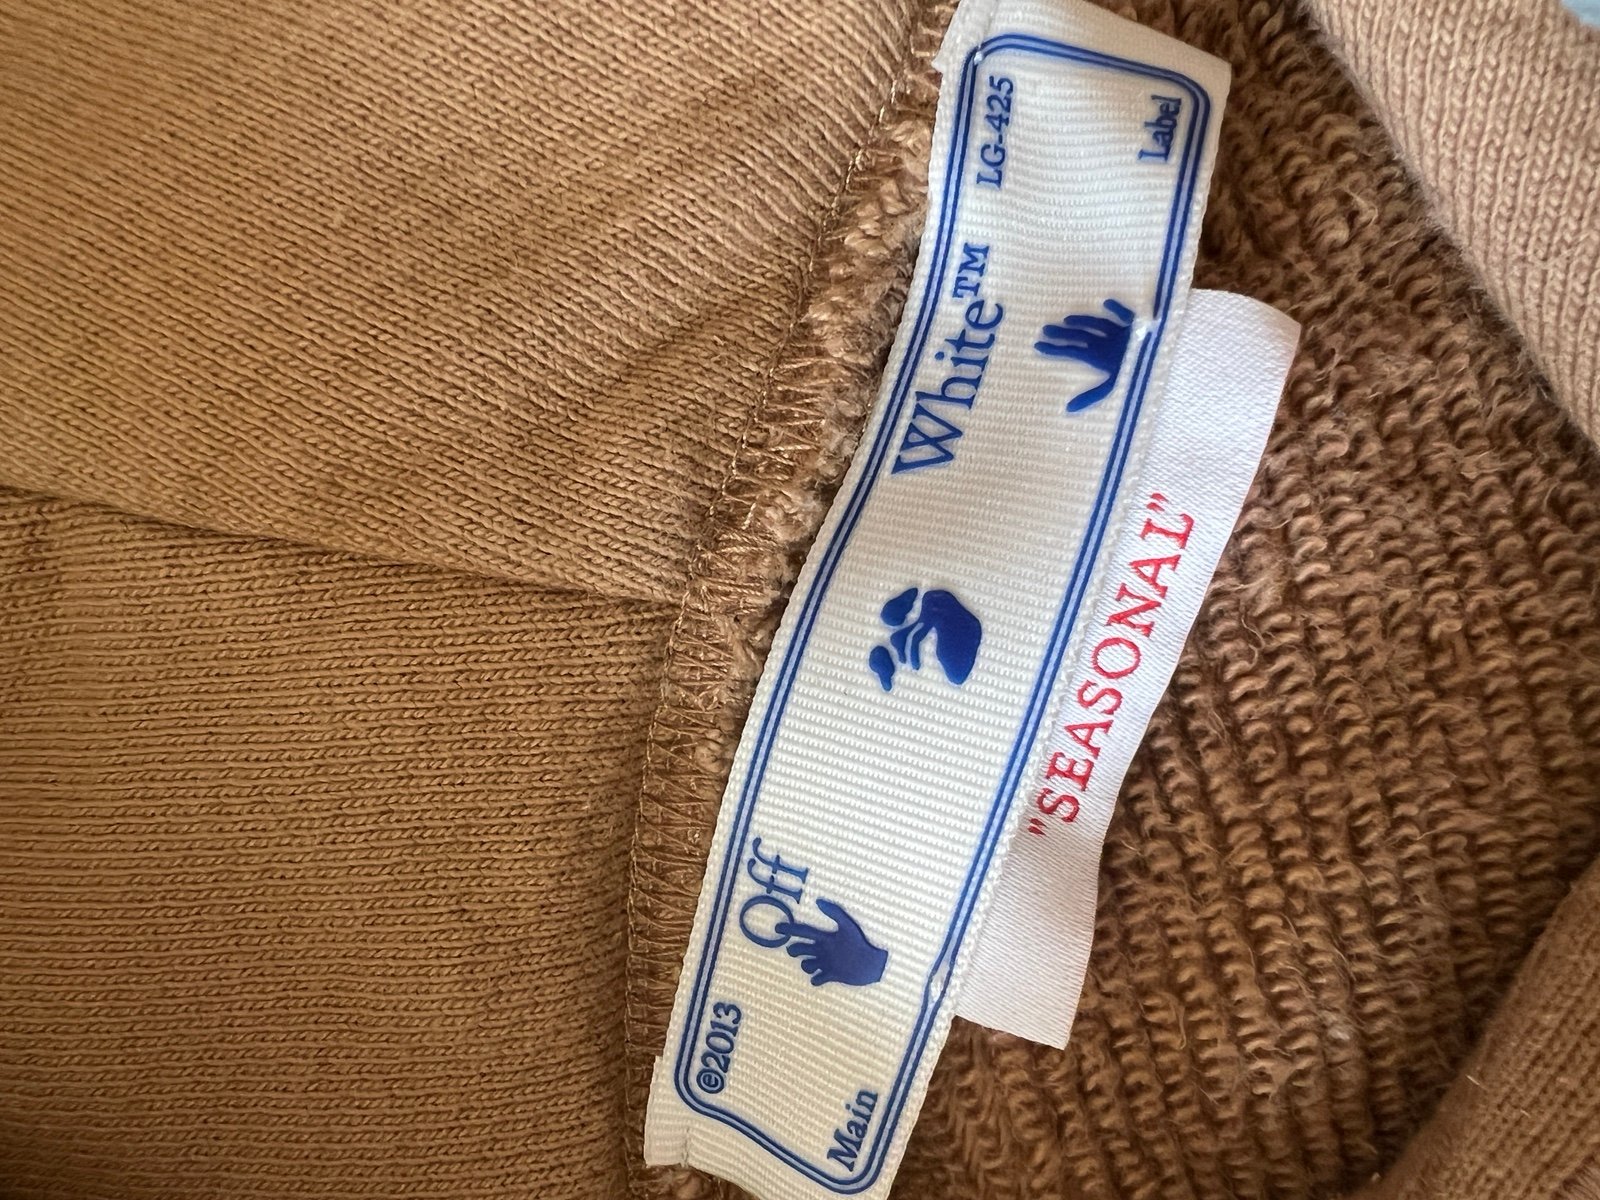 ©2013 Off White™ LG-425
Main Label
"SEASONAL"